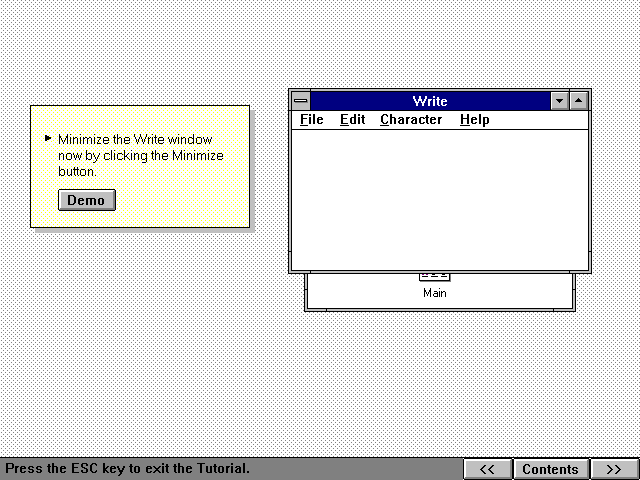 Write
File Edit Character Help
Minimize the Write window
now by clicking the Minimize
button.
Demo
Main
Press the ESC key to exit the Tutorial.
<< Contents >>